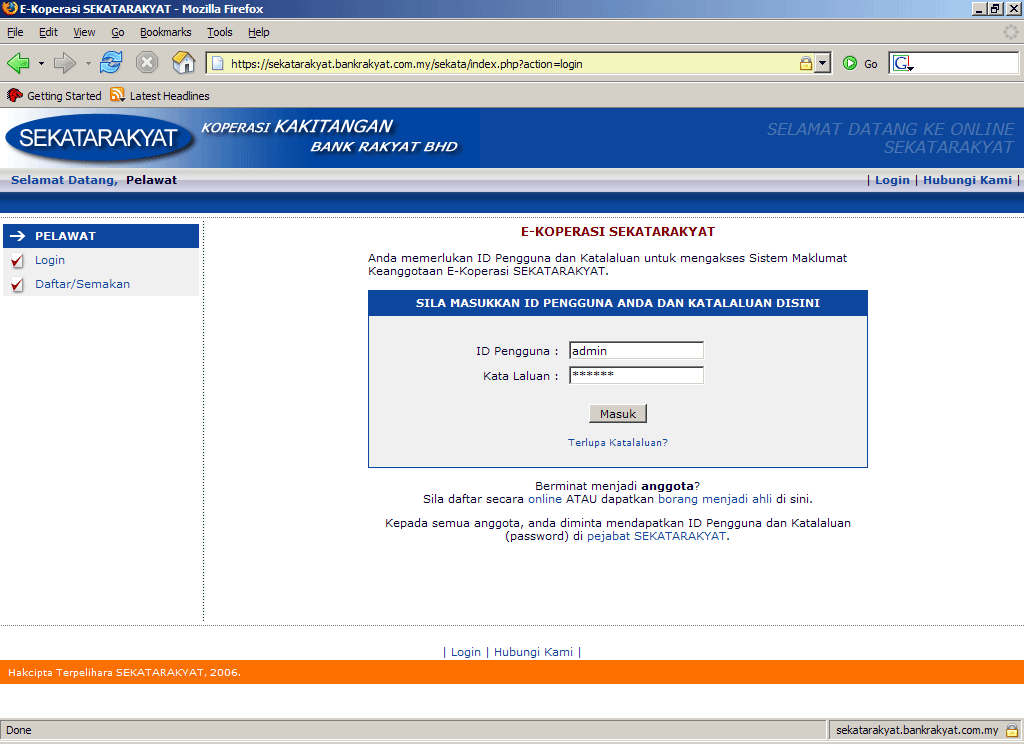 E-Koperasi SEKATARAKYAT - Mozilla Firefox
File Edit View Go Bookmarks Tools Help
https://sekatarakyat.bankrakyat.com.my/sekata/index.php?action=login Go G
Getting Started Latest Headlines
SEKATARAKYAT
KOPERASI KAKITANGAN
BANK RAKYAT BHD
SELAMAT DATANG KE ONLINE
SEKATARAKYAT
Selamat Datang, Pelawat
| Login | Hubungi Kami |
PELAWAT
Login
Daftar/Semakan
E-KOPERASI SEKATARAKYAT
Anda memerlukan ID Pengguna dan Katalaluan untuk mengakses Sistem Maklumat
Keanggotaan E-Koperasi SEKATARAKYAT.
SILA MASUKKAN ID PENGGUNA ANDA DAN KATALALUAN DISINI
ID Pengguna : admin
Kata Laluan : ******
Masuk
Terlupa Katalaluan?
Berminat menjadi anggota?
Sila daftar secara online ATAU dapatkan borang menjadi ahli di sini.
Kepada semua anggota, anda diminta mendapatkan ID Pengguna dan Katalaluan
(password) di pejabat SEKATARAKYAT.
| Login | Hubungi Kami |
Hakcipta Terpelihara SEKATARAKYAT, 2006.
Done
sekatarakyat.bankrakyat.com.my